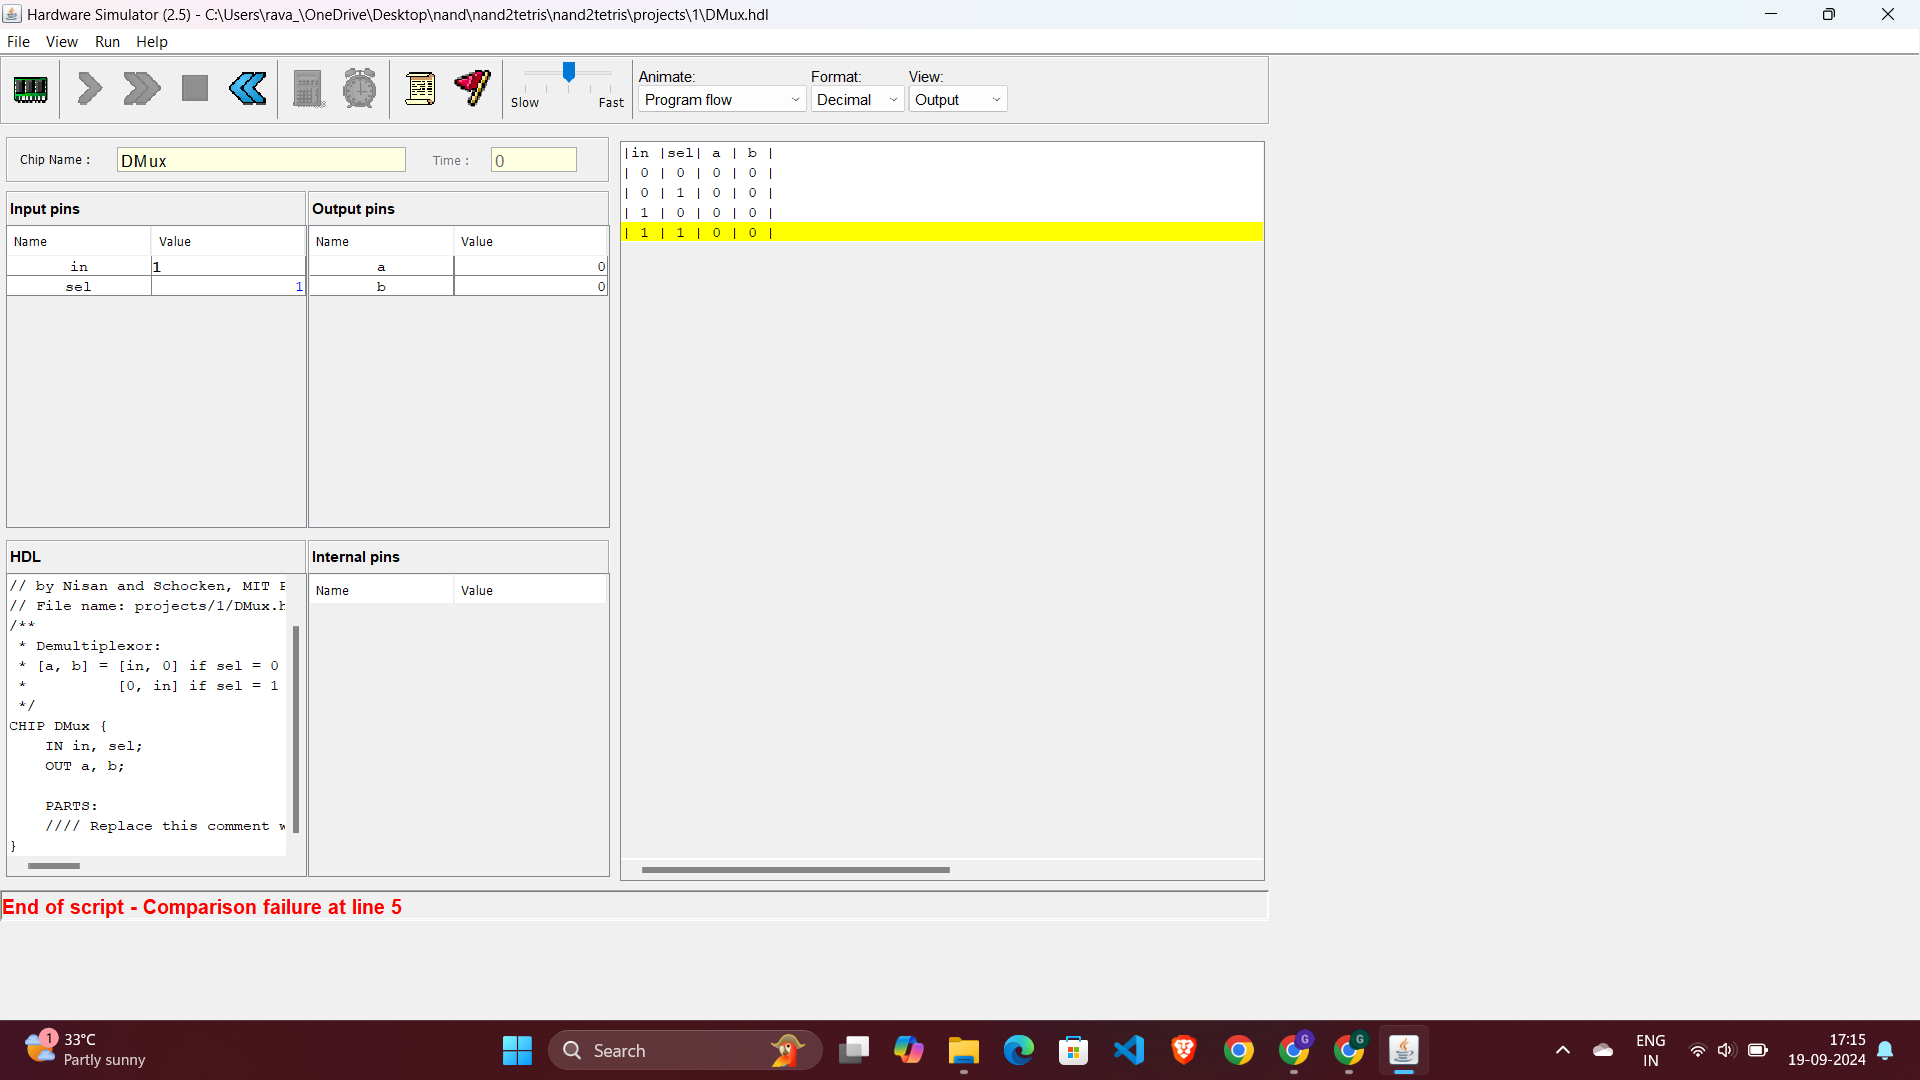 Hardware Simulator (2.5) - C:\Users\rava_\OneDrive\Desktop\nand\nand2tetris\nand2tetris\projects\1\DMux.hdl
File View Run Help
Slow Fast
Animate: Format: View:
Program flow Decimal Output
Chip Name : DMux Time : 0
Input pins
Name Value
in 1
sel 1
Output pins
Name Value
a 0
b 0
|in |sel| a | b |
| 0 | 0 | 0 | 0 |
| 0 | 1 | 0 | 0 |
| 1 | 0 | 0 | 0 |
| 1 | 1 | 0 | 0 |
HDL
// by Nisan and Schocken, MIT P
// File name: projects/1/DMux.h
/**
* Demultiplexor:
* [a, b] = [in, 0] if sel = 0
* [0, in] if sel = 1
*/
CHIP DMux {
IN in, sel;
OUT a, b;
PARTS:
//// Replace this comment w
}
Internal pins
Name Value
End of script - Comparison failure at line 5
1
33°C
Partly sunny
Search
G
G
ENG
IN
17:15
19-09-2024